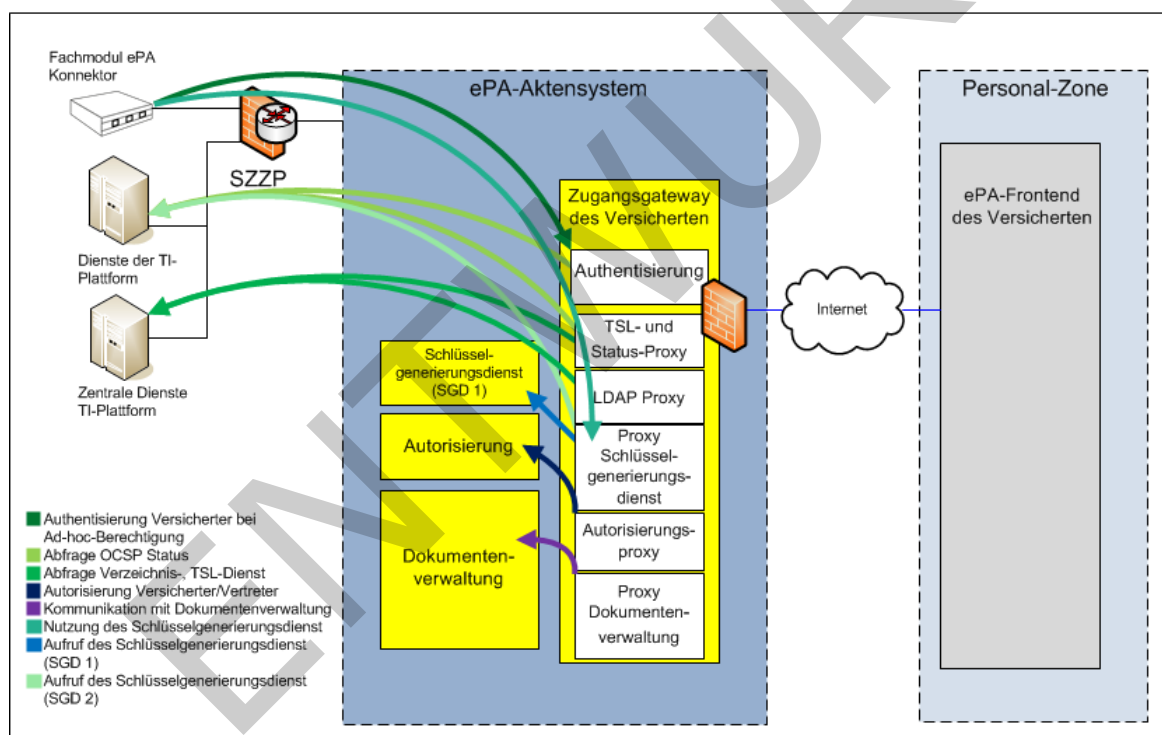 Fachmodul ePA
Konnektor
SZZP
Dienste der TI-
Plattform
Zentrale Dienste
TI-Plattform
ePA-Aktensystem
Zugangsgateway
des Versicherten
Authentisierung
TSL- und
Status-Proxy
LDAP Proxy
Proxy
Schlüssel-
generierungs-
dienst
Autorisierungs-
proxy
Proxy
Dokumenten-
verwaltung
Schlüssel-
generierungsdienst
(SGD 1)
Autorisierung
Dokumenten-
verwaltung
Internet
Personal-Zone
ePA-Frontend
des Versicherten
Authentisierung Versicherter bei
Ad-hoc-Berechtigung
Abfrage OCSP Status
Abfrage Verzeichnis-, TSL-Dienst
Autorisierung Versicherter/Vertreter
Kommunikation mit Dokumentenverwaltung
Nutzung des Schlüsselgenerierungsdienst
Aufruf des Schlüsselgenerierungsdienst
(SGD 1)
Aufruf des Schlüsselgenerierungsdienst
(SGD 2)
ENTWUR